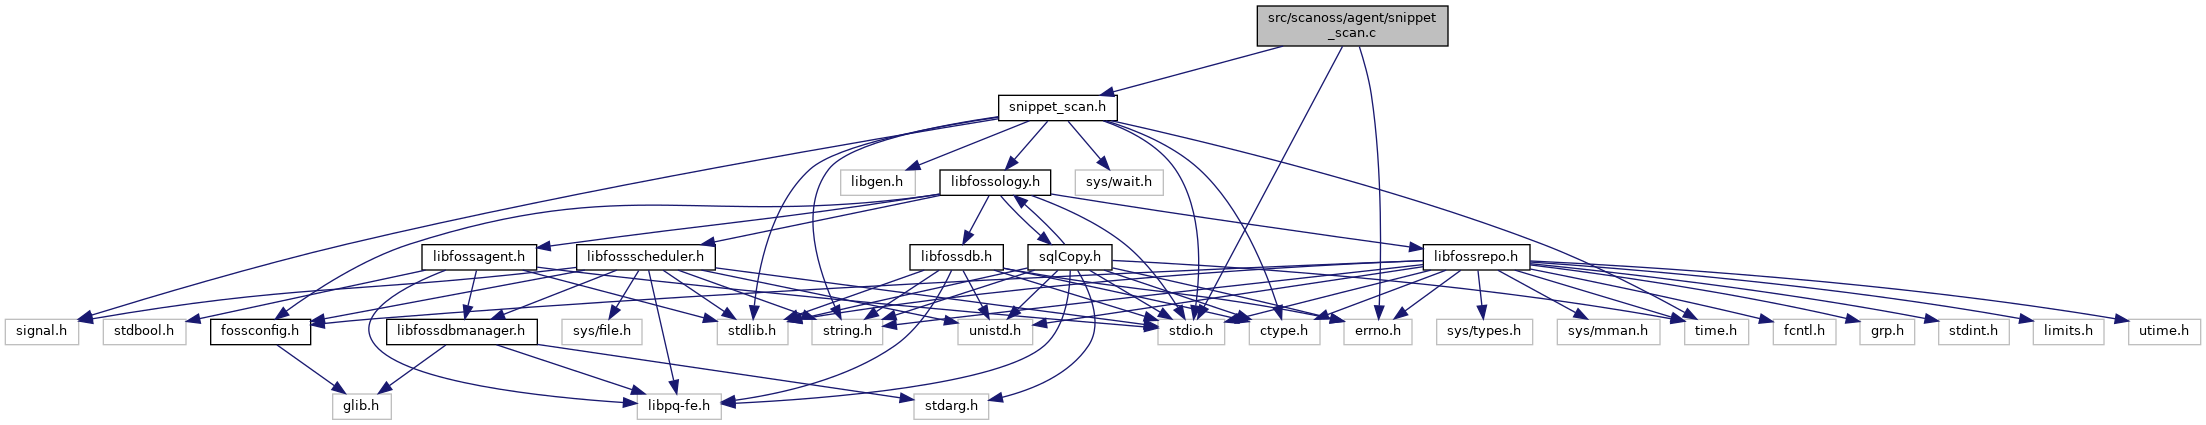 src/scanoss/agent/snippet
_scan.c
snippet_scan.h
libgen.h
libfossology.h
sys/wait.h
libfossagent.h
libfossscheduler.h
libfossdb.h
sqlCopy.h
libfossrepo.h
signal.h
stdbool.h
fossconfig.h
libfossdbmanager.h
sys/file.h
stdlib.h
string.h
unistd.h
stdio.h
ctype.h
errno.h
sys/types.h
sys/mman.h
time.h
fcntl.h
grp.h
stdint.h
limits.h
utime.h
glib.h
libpq-fe.h
stdarg.h